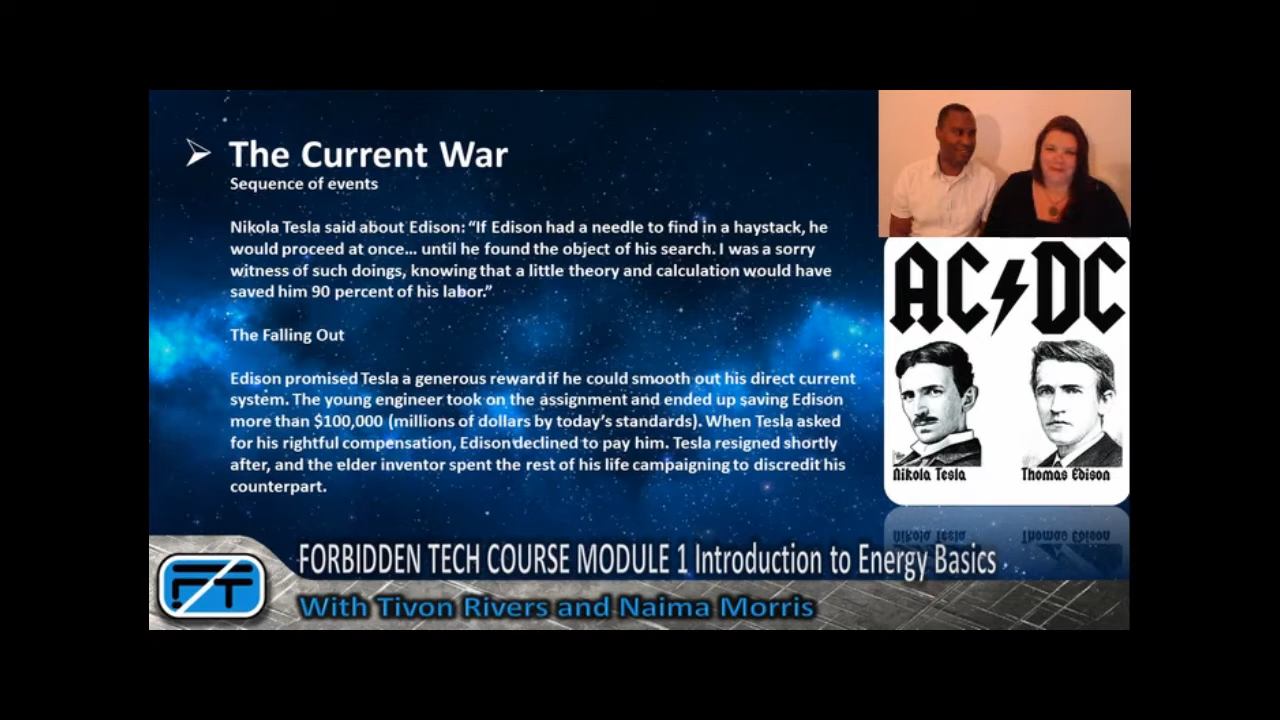 The Current War
Sequence of events
Nikola Tesla said about Edison: “If Edison had a needle to find in a haystack, he
would proceed at once… until he found the object of his search. I was a sorry
witness of such doings, knowing that a little theory and calculation would have
saved him 90 percent of his labor.”
The Falling Out
Edison promised Tesla a generous reward if he could smooth out his direct current
system. The young engineer took on the assignment and ended up saving Edison
more than $100,000 (millions of dollars by today’s standards). When Tesla asked
for his rightful compensation, Edison declined to pay him. Tesla resigned shortly
after, and the elder inventor spent the rest of his life campaigning to discredit his
counterpart.
AC DC
Nikola Tesla Thomas Edison
FT
FORBIDDEN TECH COURSE MODULE 1 Introduction to Energy Basics
With Tivon Rivers and Naima Morris